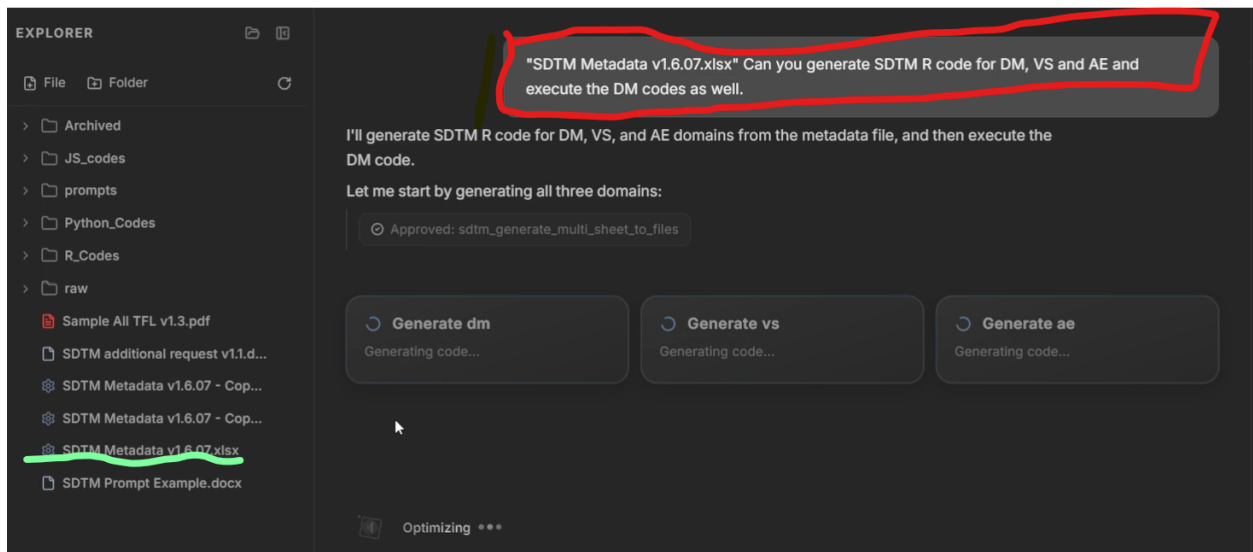 EXPLORER
File Folder
Archived
JS_codes
prompts
Python_Codes
R_Codes
raw
Sample All TFL v1.3.pdf
SDTM additional request v1.1.d...
SDTM Metadata v1.6.07 - Cop...
SDTM Metadata v1.6.07 - Cop...
SDTM Metadata v1.6.07.xlsx
SDTM Prompt Example.docx
"SDTM Metadata v1.6.07.xlsx" Can you generate SDTM R code for DM, VS and AE and
execute the DM codes as well.
I'll generate SDTM R code for DM, VS, and AE domains from the metadata file, and then execute the
DM code.
Let me start by generating all three domains:
Approved: sdtm_generate_multi_sheet_to_files
Generate dm
Generating code...
Generate vs
Generating code...
Generate ae
Generating code...
Optimizing